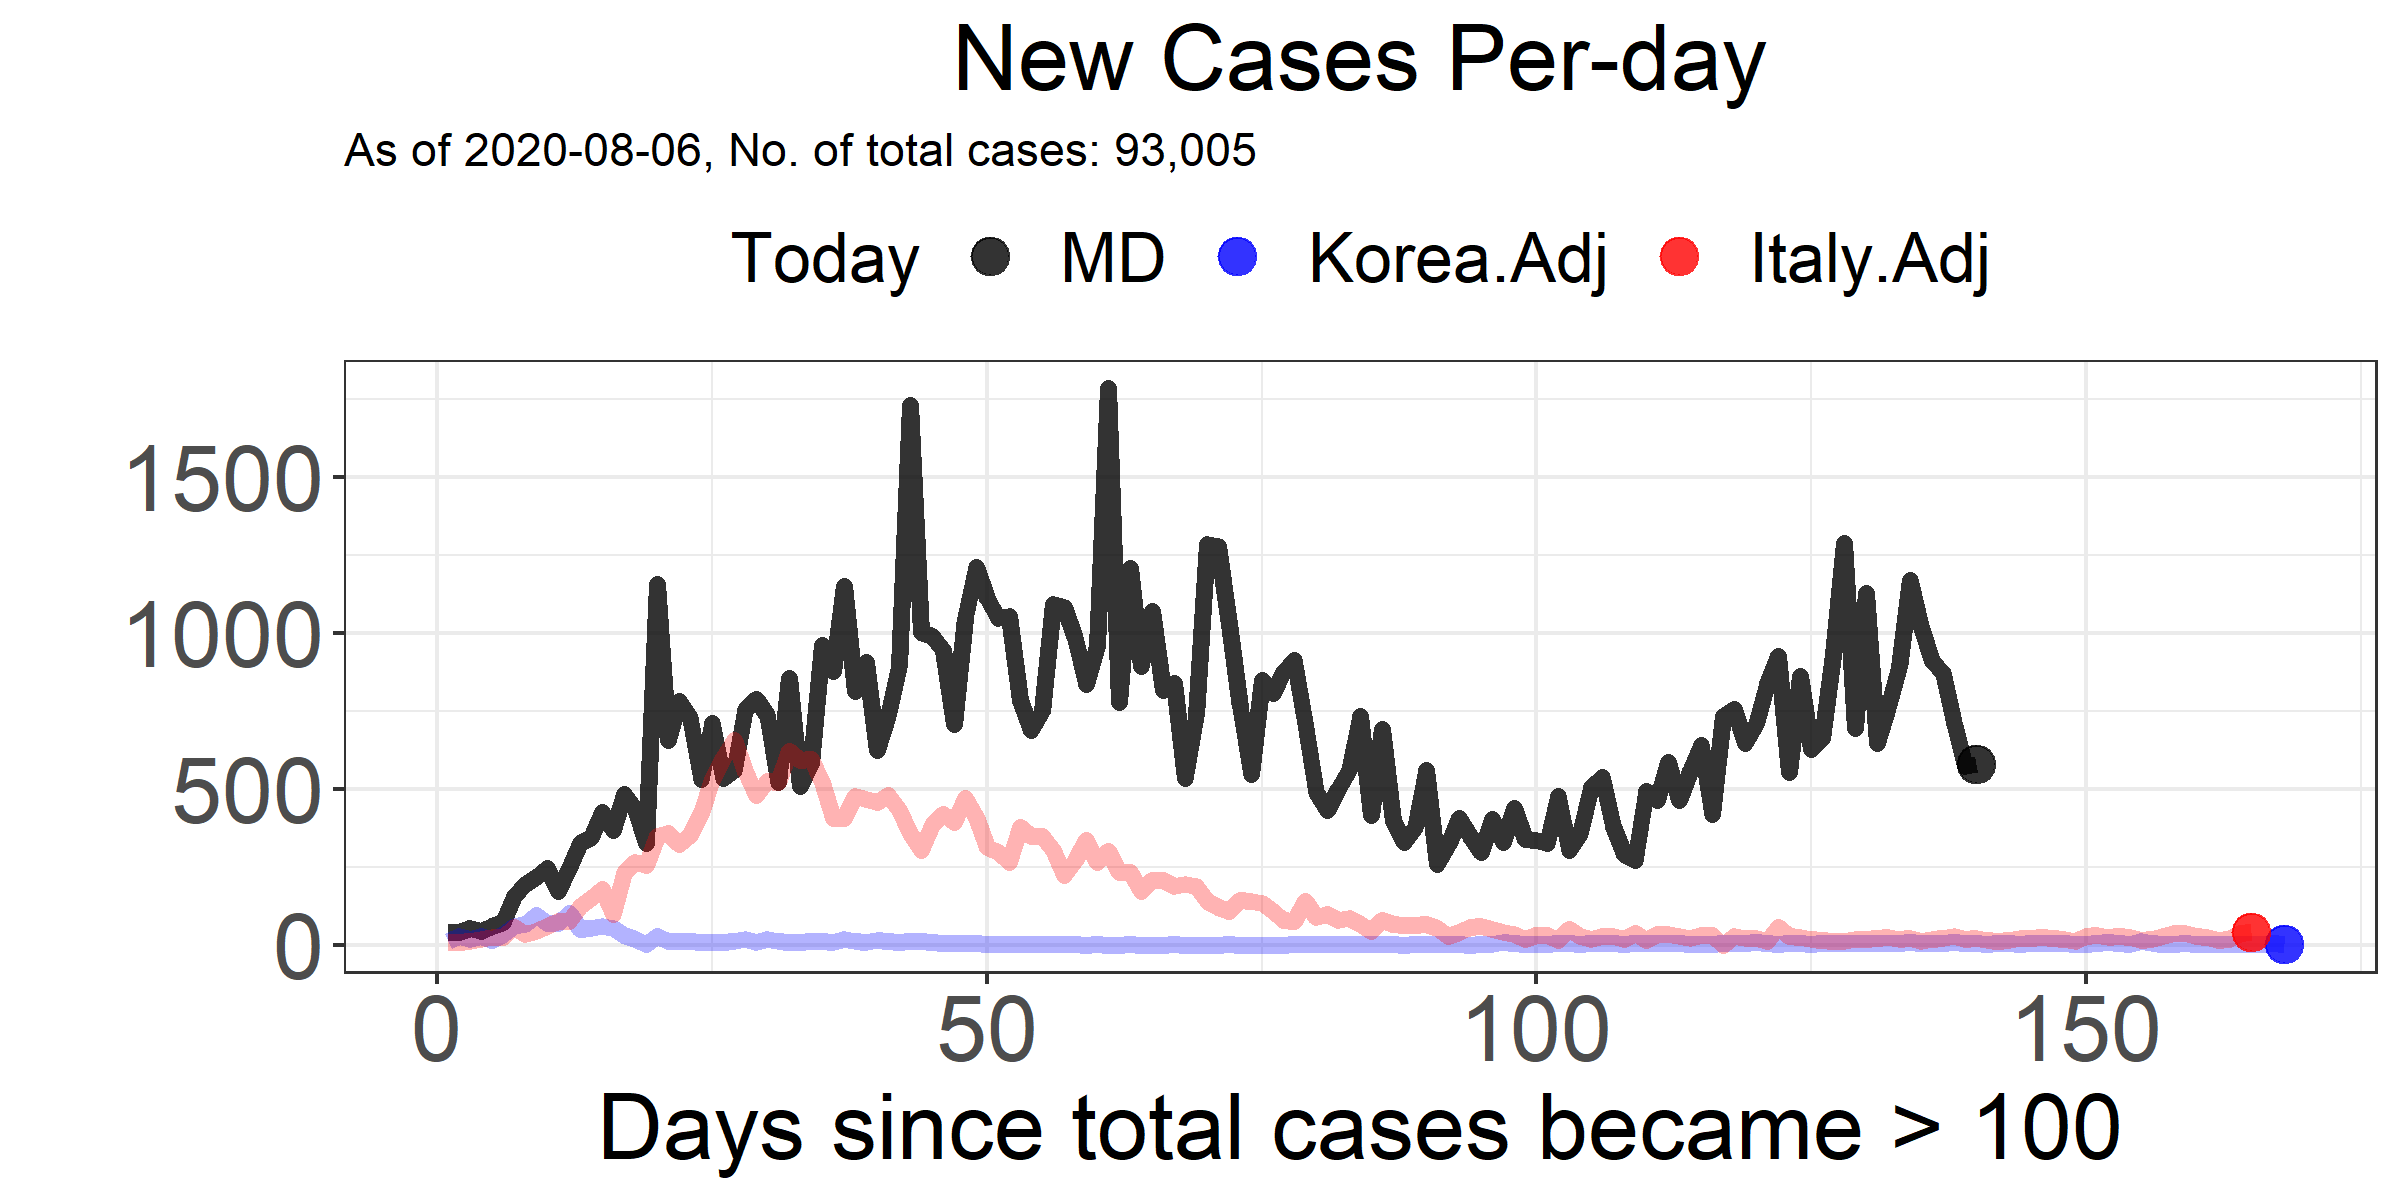 New Cases Per-day
As of 2020-08-06, No. of total cases: 93,005
Today MD Korea.Adj Italy.Adj
1500
1000
500
0
0 50 100 150
Days since total cases became > 100